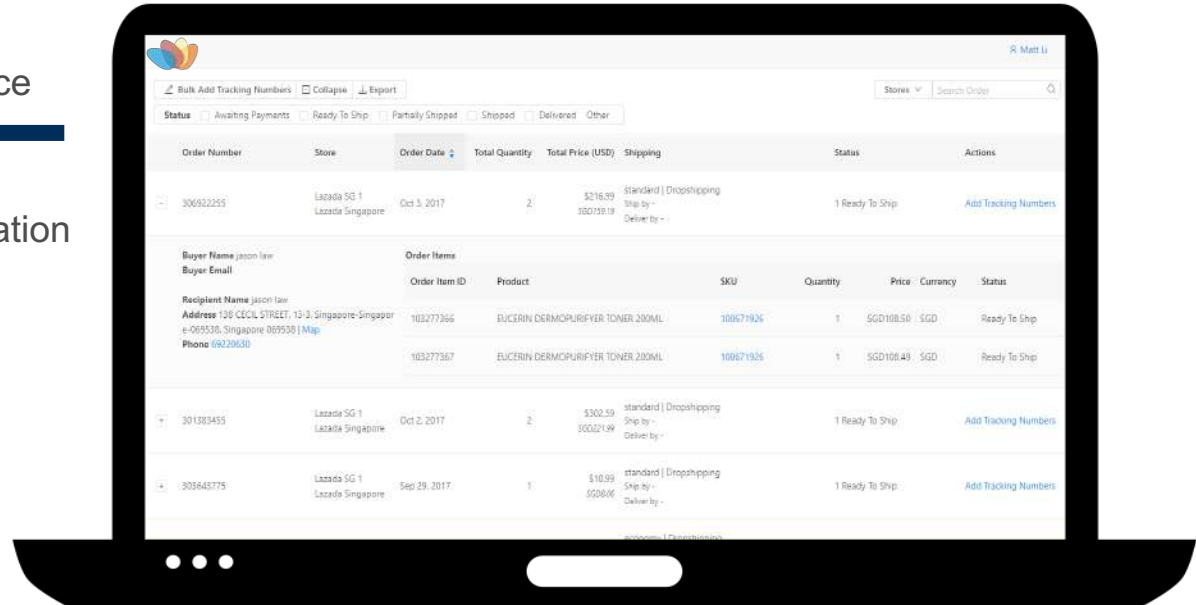 ce
ation
Matt Li
Bulk Add Tracking Numbers Collapse Export
Stores Search Order
Status Awaiting Payments Ready To Ship Partially Shipped Shipped Delivered Other
Order Number Store Order Date Total Quantity Total Price (USD) Shipping Status Actions
- 306922255 Lazada SG 1 Lazada Singapore Oct 3, 2017 2 $216.99 standard | Dropshipping Ship by - Deliver by - 1 Ready To Ship Add Tracking Numbers
Buyer Name jason law
Buyer Email
Recipient Name jason law
Address 138 CECIL STREET, 13-3, Singapore-Singapor
e-069538, Singapore 069538 | Map
Phone 69220630
Order Items
Order Item ID Product SKU Quantity Price Currency Status
103277366 EUCERIN DERMOPURIFYER TONER 200ML 100671926 1 SGD108.50 SGD Ready To Ship
103277367 EUCERIN DERMOPURIFYER TONER 200ML 100671926 1 SGD108.49 SGD Ready To Ship
+ 301383455 Lazada SG 1 Lazada Singapore Oct 2, 2017 2 $302.59 SGD221.99 standard | Dropshipping Ship by - Deliver by - 1 Ready To Ship Add Tracking Numbers
+ 303643775 Lazada SG 1 Lazada Singapore Sep 29, 2017 1 $10.99 standard | Dropshipping Ship by - Deliver by - 1 Ready To Ship Add Tracking Numbers
economy | Dropshipping